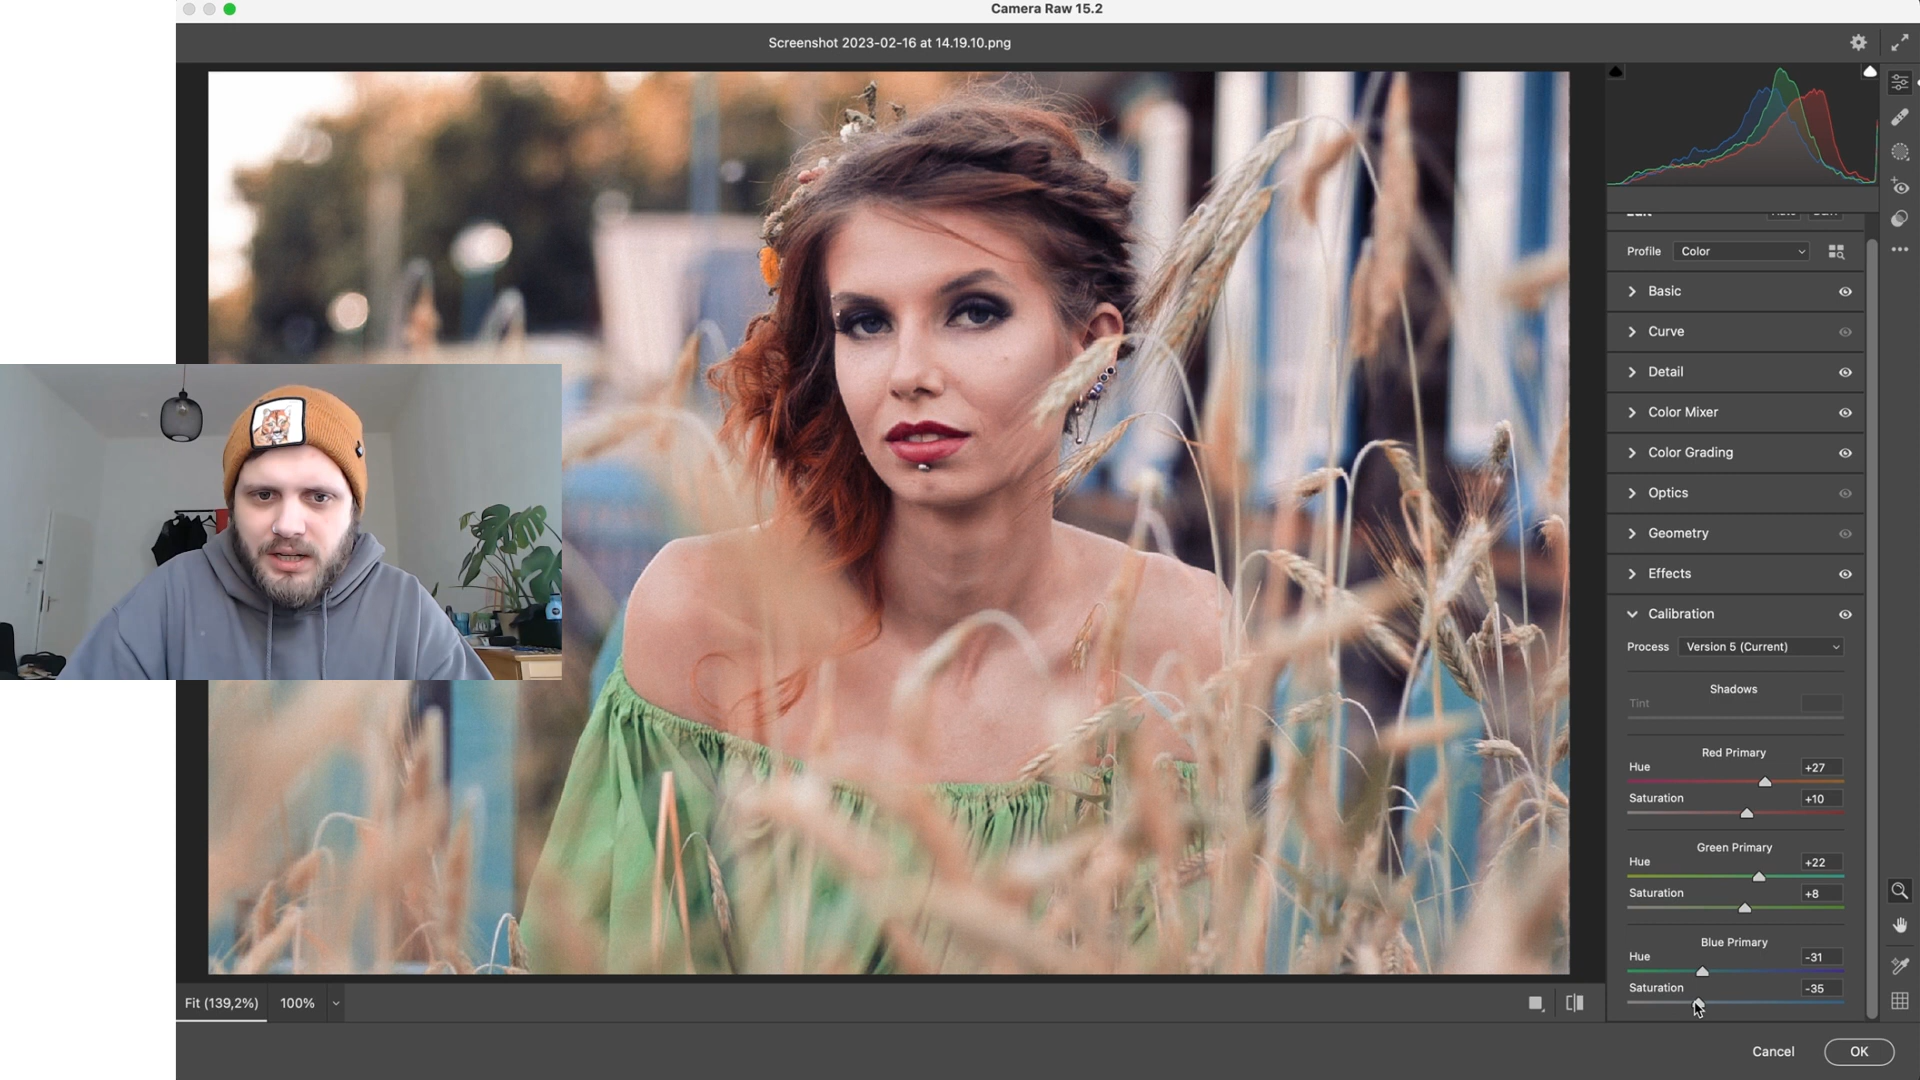 Camera Raw 15.2
Screenshot 2023-02-16 at 14.19.10.png
Profile Color
Basic
Curve
Detail
Color Mixer
Color Grading
Optics
Geometry
Effects
Calibration
Process Version 5 (Current)
Shadows
Tint
Red Primary
Hue +27
Saturation +10
Green Primary
Hue +22
Saturation +8
Blue Primary
Hue -31
Saturation -35
Fit (139,2%) 100%
Cancel OK